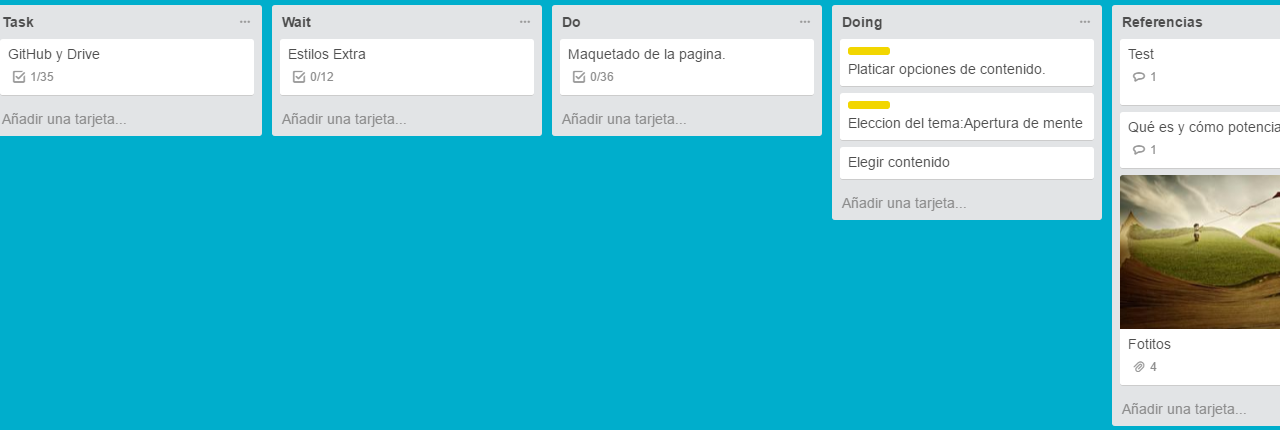 Task
GitHub y Drive
1/35
Añadir una tarjeta...
Wait
Estilos Extra
0/12
Añadir una tarjeta...
Do
Maquetado de la pagina.
0/36
Añadir una tarjeta...
Doing
Platicar opciones de contenido.
Eleccion del tema:Apertura de mente
Elegir contenido
Añadir una tarjeta...
Referencias
Test
1
Qué es y cómo potencia
1
Fotitos
4
Añadir una tarjeta...